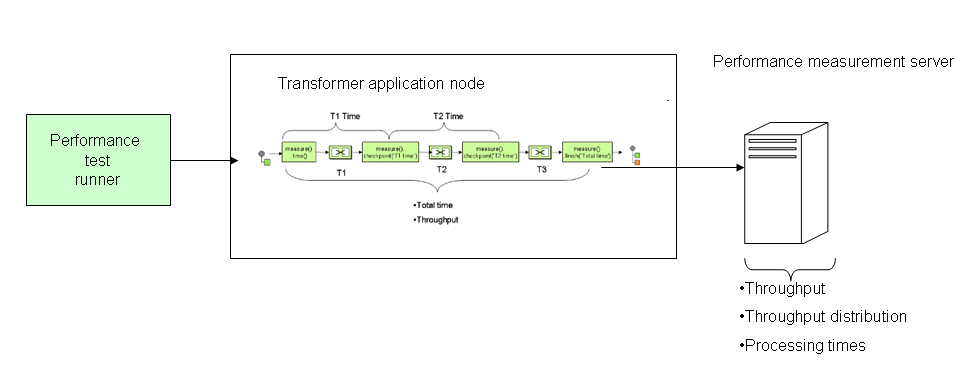 Performance measurement server
Transformer application node
T1 Time
T2 Time
Performance
test
runner
measure().
time()
measure().
checkpoint('T1 time')
measure().
checkpoint('T2 time')
measure().
finish('Total time')
T1
T2
T3
•Total time
•Throughput
•Throughput
•Throughput distribution
•Processing times